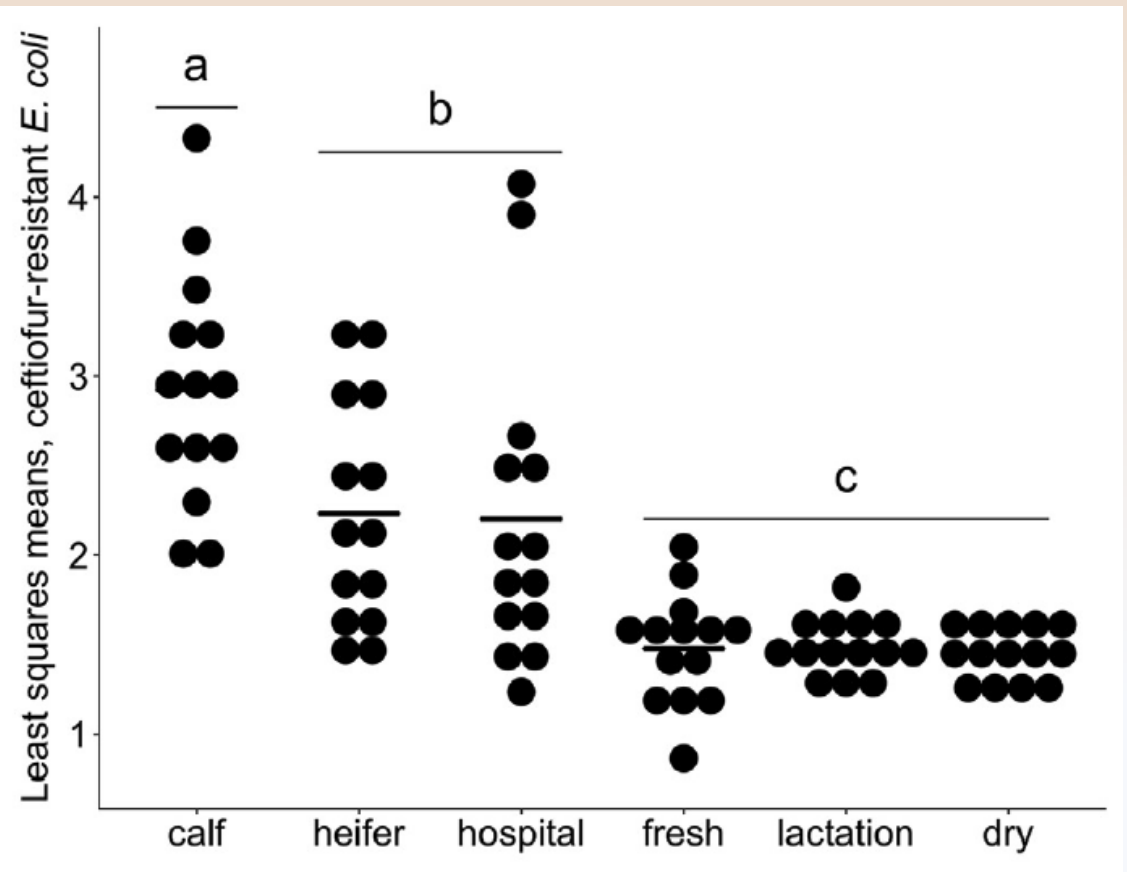 Least squares means, ceftiofur-resistant E. coli
a
b
c
4
3
2
1
calf heifer hospital fresh lactation dry